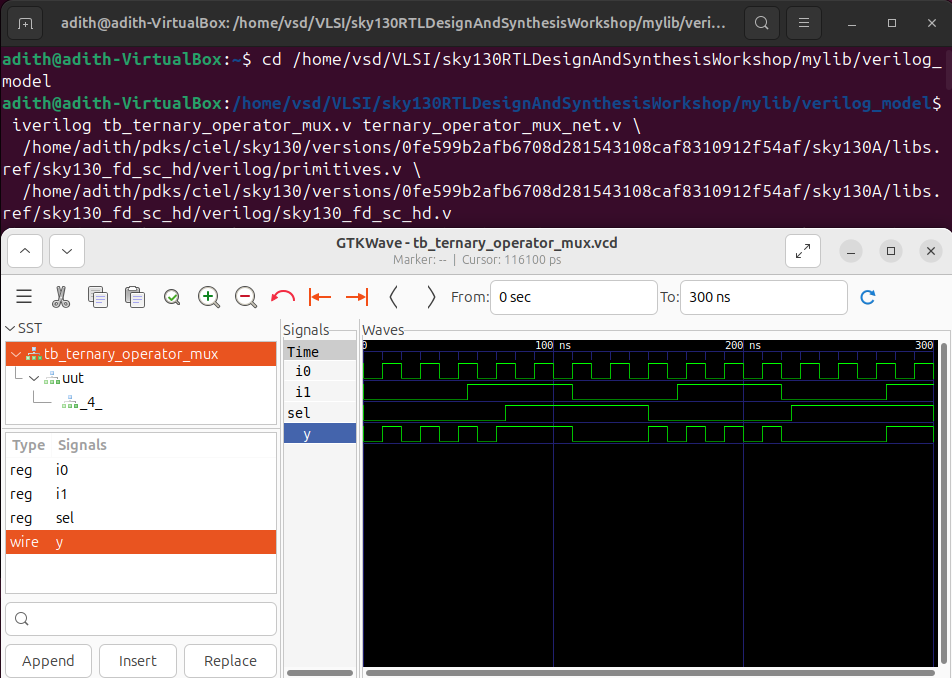 adith@adith-VirtualBox: /home/vsd/VLSI/sky130RTLDesignAndSynthesisWorkshop/mylib/veri...
adith@adith-VirtualBox:~$ cd /home/vsd/VLSI/sky130RTLDesignAndSynthesisWorkshop/mylib/verilog_
model
adith@adith-VirtualBox:/home/vsd/VLSI/sky130RTLDesignAndSynthesisWorkshop/mylib/verilog_model$
iverilog tb_ternary_operator_mux.v ternary_operator_mux_net.v \
/home/adith/pdks/ciel/sky130/versions/0fe599b2afb6708d281543108caf8310912f54af/sky130A/libs.
ref/sky130_fd_sc_hd/verilog/primitives.v \
/home/adith/pdks/ciel/sky130/versions/0fe599b2afb6708d281543108caf8310912f54af/sky130A/libs.
ref/sky130_fd_sc_hd/verilog/sky130_fd_sc_hd.v
GTKWave - tb_ternary_operator_mux.vcd
Marker: -- | Cursor: 116100 ps
From: 0 sec To: 300 ns
SST
tb_ternary_operator_mux
uut
_4_
Type Signals
reg i0
reg i1
reg sel
wire y
Append Insert Replace
Signals
Time
i0
i1
sel
y
Waves
0 100 ns 200 ns 300